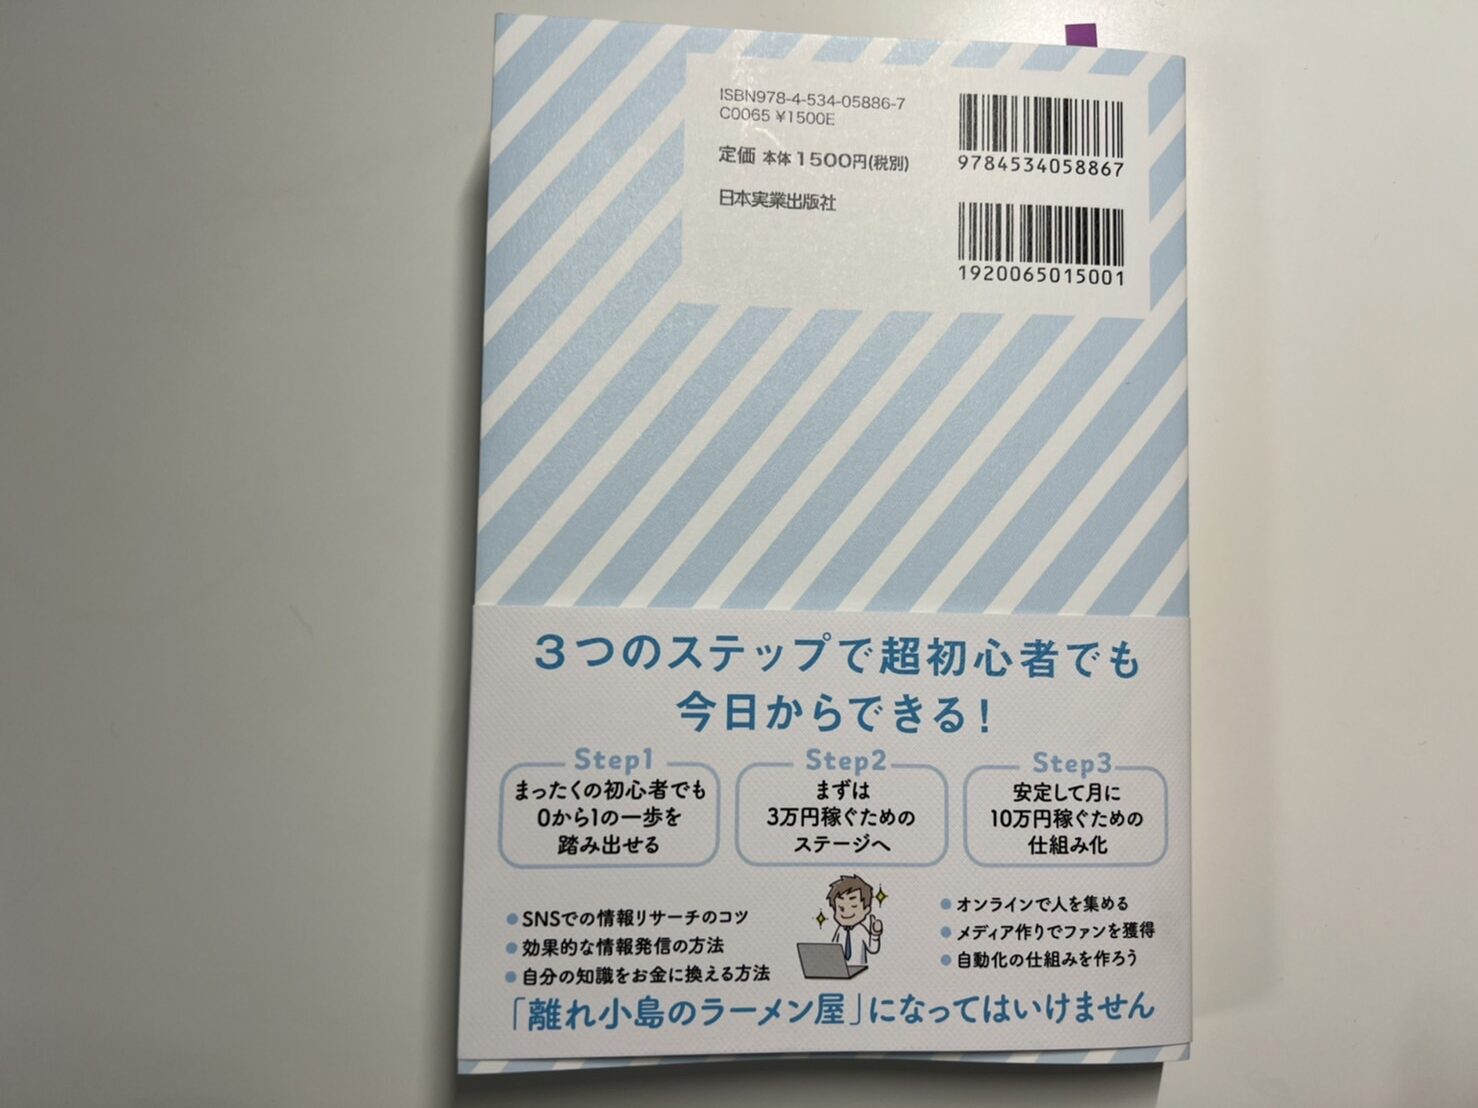 ISBN978-4-534-05886-7
C0065 ¥1500E
定価 本体1500円(税別)
日本実業出版社
9784534058867
1920065015001
3つのステップで超初心者でも
今日からできる!
Step1
まったくの初心者でも
0から1の一歩を
踏み出せる
Step2
まずは
3万円稼ぐための
ステージへ
Step3
安定して月に
10万円稼ぐための
仕組み化
●SNSでの情報リサーチのコツ
●効果的な情報発信の方法
●自分の知識をお金に換える方法
●オンラインで人を集める
●メディア作りでファンを獲得
●自動化の仕組みを作ろう
「離れ小島のラーメン屋」になってはいけません